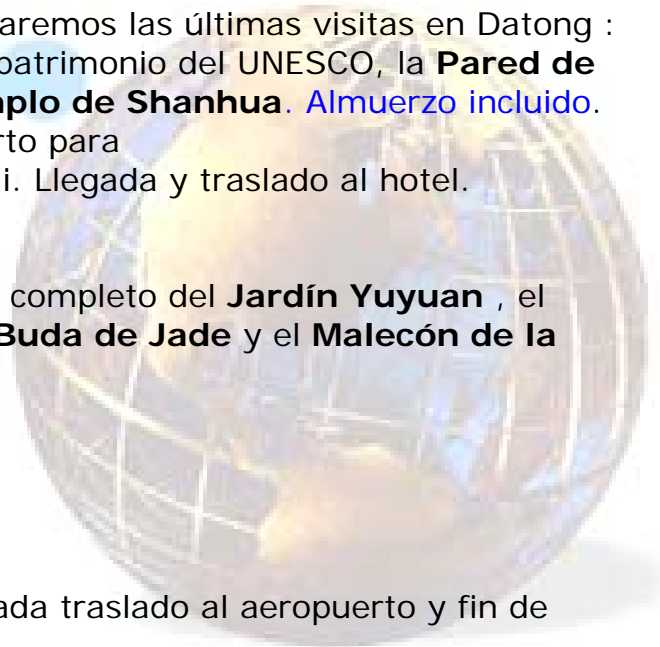 aremos las últimas visitas en Datong :
patrimonio del UNESCO, la Pared de
plo de Shanhua. Almuerzo incluido.
rto para
i. Llegada y traslado al hotel.
completo del Jardín Yuyuan , el
Buda de Jade y el Malecón de la
ada traslado al aeropuerto y fin de